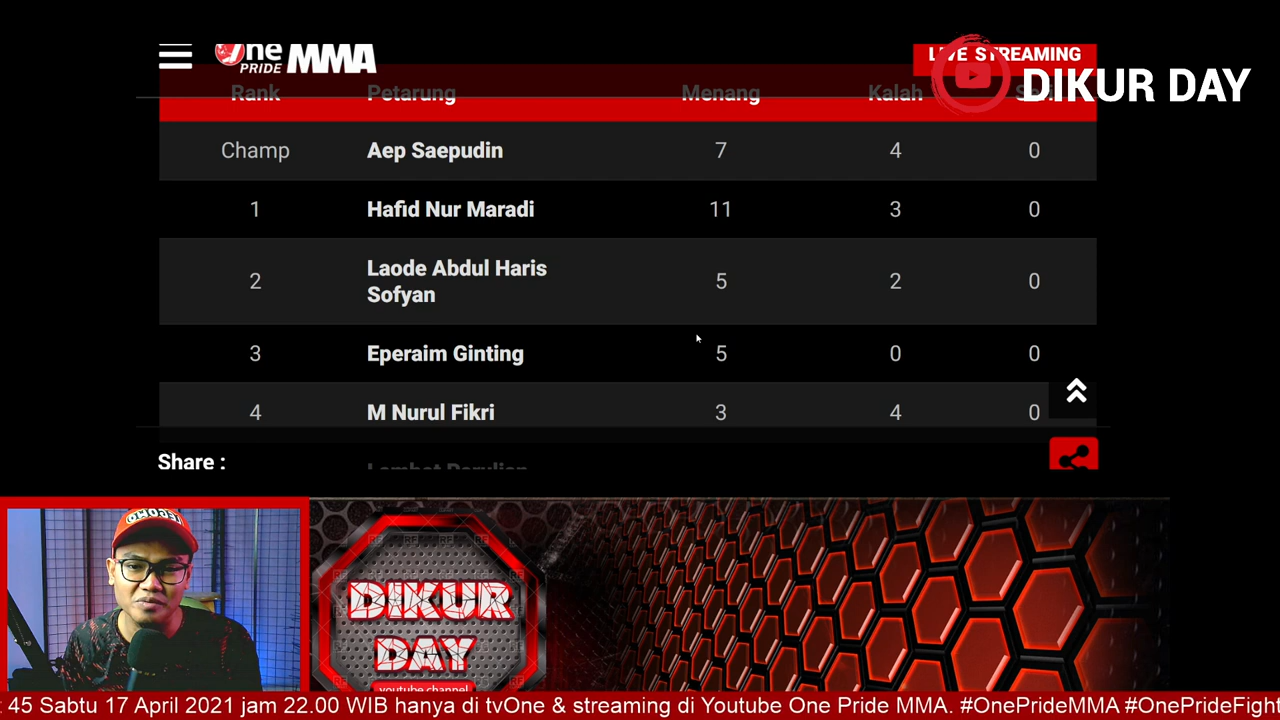 One
PRIDE MMA
LIVE STREAMING
DIKUR DAY
Rank Petarung Menang Kalah
Champ Aep Saepudin 7 4 0
1 Hafid Nur Maradi 11 3 0
2 Laode Abdul Haris Sofyan 5 2 0
3 Eperaim Ginting 5 0 0
4 M Nurul Fikri 3 4 0
Share :
DIKUR
DAY
youtube channel
45 Sabtu 17 April 2021 jam 22.00 WIB hanya di tvOne & streaming di Youtube One Pride MMA. #OnePrideMMA #OnePrideFight